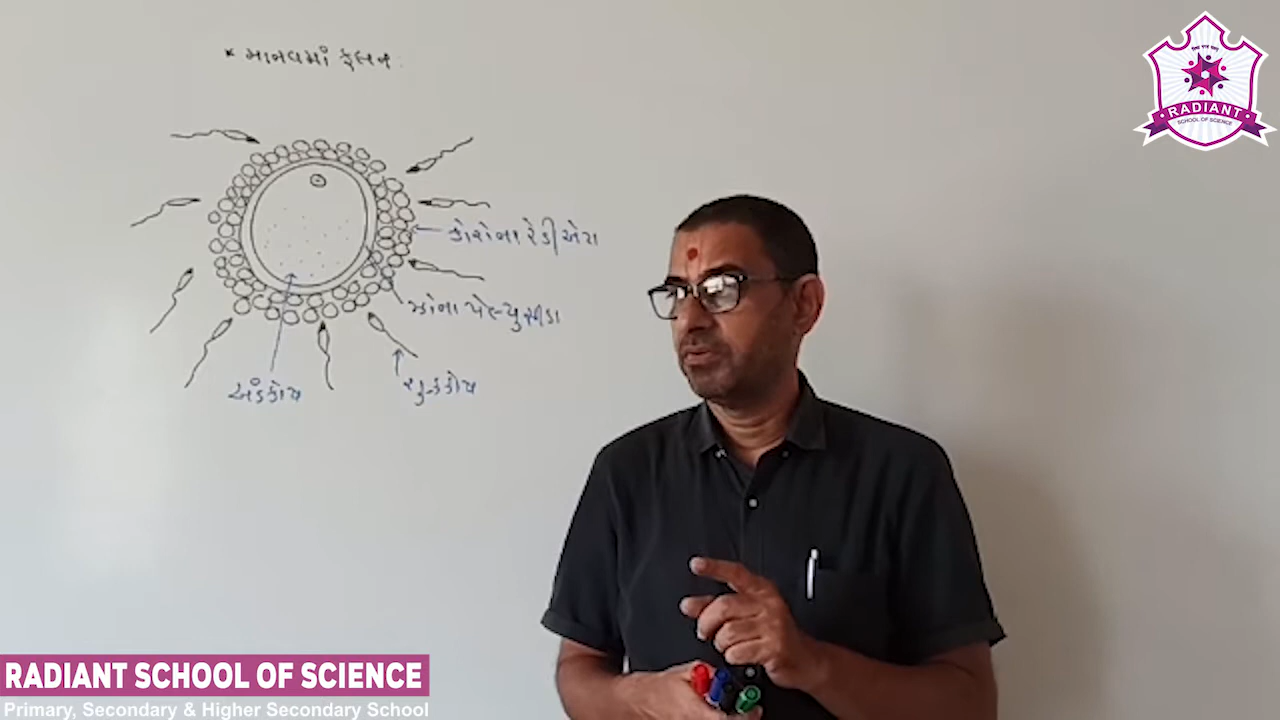 * માનવમાં ફલન :
કોરોના રેડીએટા
ઝોના પેલ્યુસીડા
અંડકોષ
શુક્રકોષ
RADIANT
SCHOOL OF SCIENCE
RADIANT SCHOOL OF SCIENCE
Primary, Secondary & Higher Secondary School